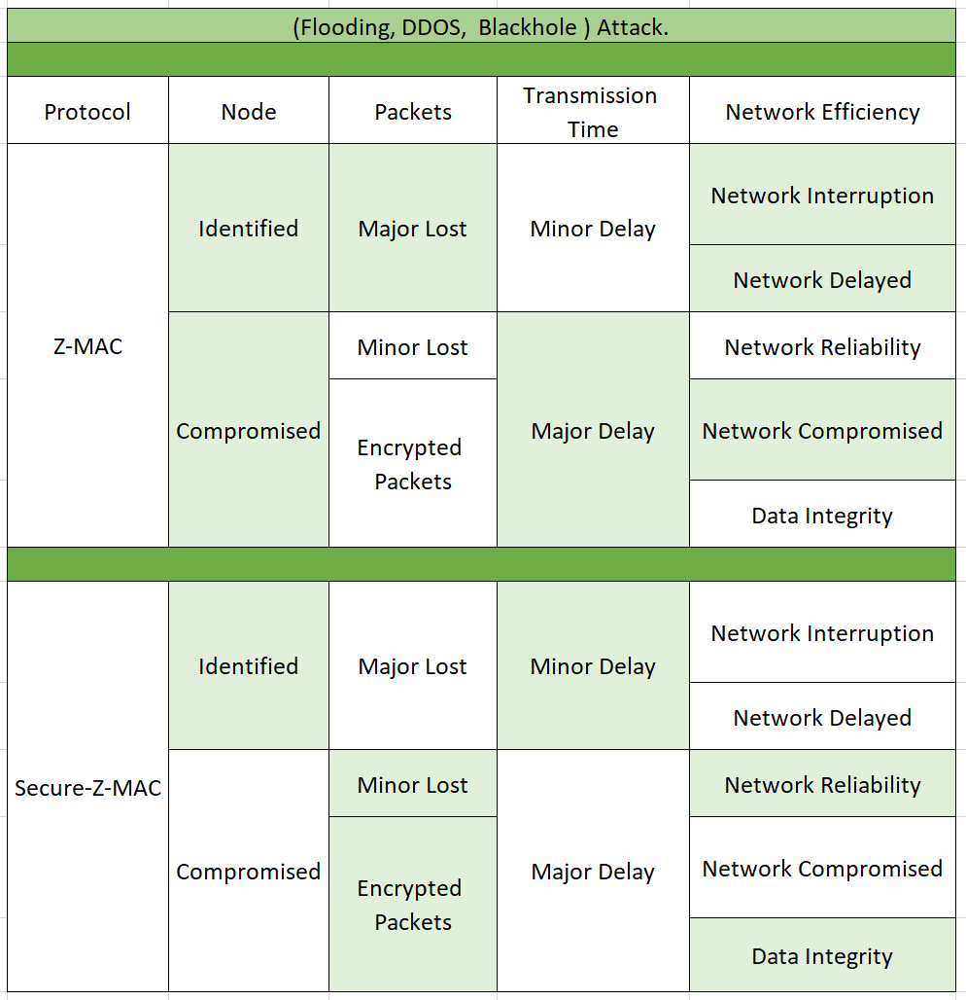 (Flooding, DDOS,  Blackhole ) Attack.
Protocol
Node
Packets
Transmission
Time
Network Efficiency
Z-MAC
Identified
Major Lost
Minor Delay
Network Interruption
Network Delayed
Compromised
Minor Lost
Encrypted
Packets
Major Delay
Network Reliability
Network Compromised
Data Integrity
Secure-Z-MAC
Identified
Major Lost
Minor Delay
Network Interruption
Network Delayed
Compromised
Minor Lost
Encrypted
Packets
Major Delay
Network Reliability
Network Compromised
Data Integrity